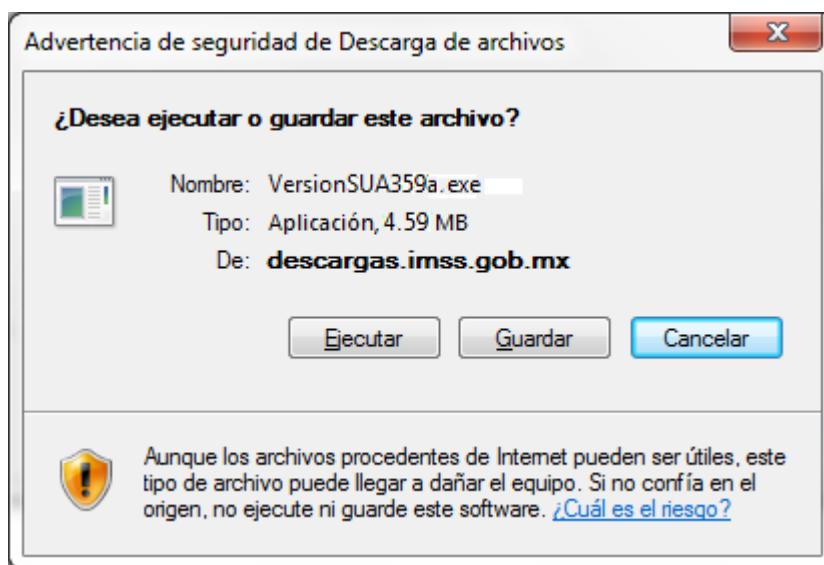 Advertencia de seguridad de Descarga de archivos
¿Desea ejecutar o guardar este archivo?
Nombre: VersionSUA359a.exe
Tipo: Aplicación, 4.59 MB
De: descargas.imss.gob.mx
Ejecutar Guardar Cancelar
Aunque los archivos procedentes de Internet pueden ser útiles, este
tipo de archivo puede llegar a dañar el equipo. Si no confía en el
origen, no ejecute ni guarde este software. ¿Cuál es el riesgo?